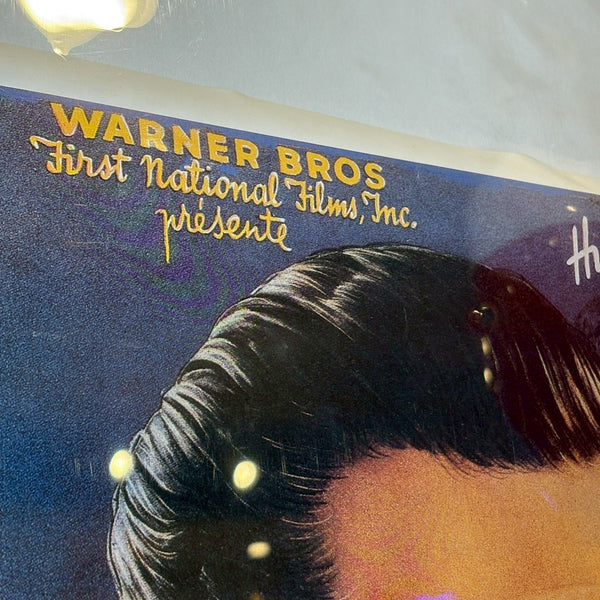 WARNER BROS
First National Films, Inc.
présente